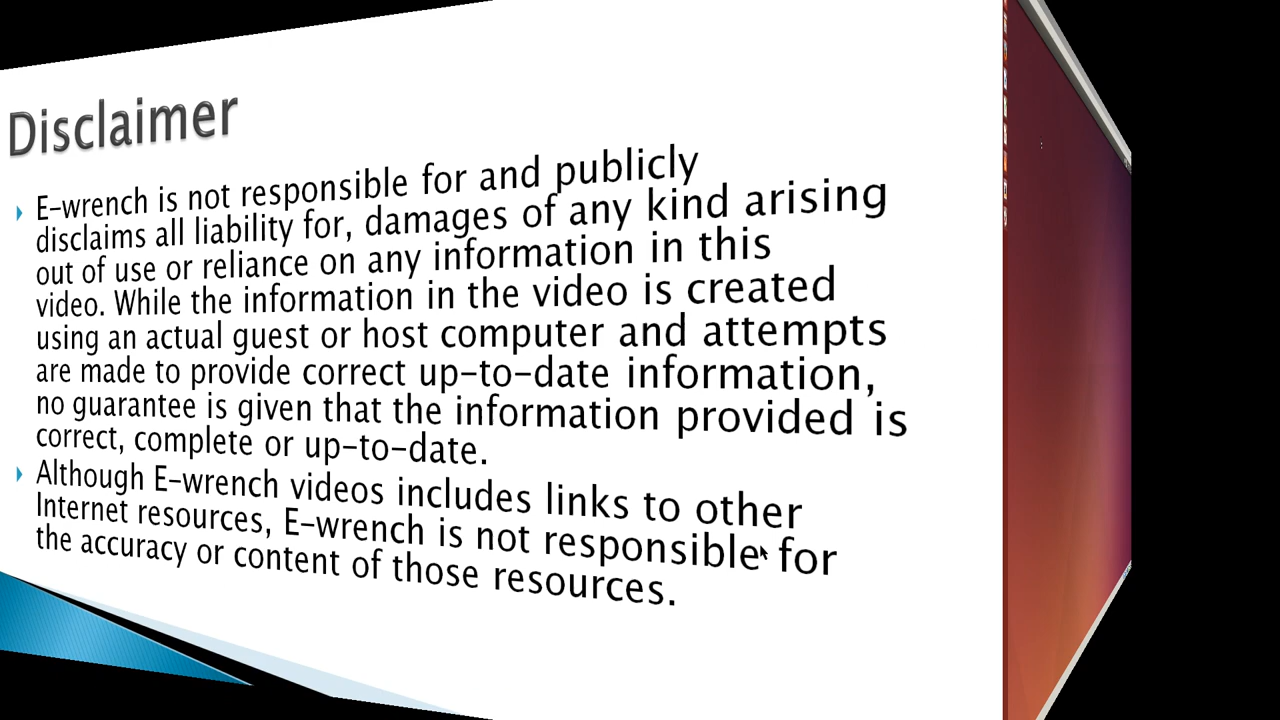 Disclaimer
E-wrench is not responsible for and publicly
disclaims all liability for, damages of any kind arising
out of use or reliance on any information in this
video. While the information in the video is created
using an actual guest or host computer and attempts
are made to provide correct up-to-date information,
no guarantee is given that the information provided is
correct, complete or up-to-date.
Although E-wrench videos includes links to other
Internet resources, E-wrench is not responsible for
the accuracy or content of those resources.